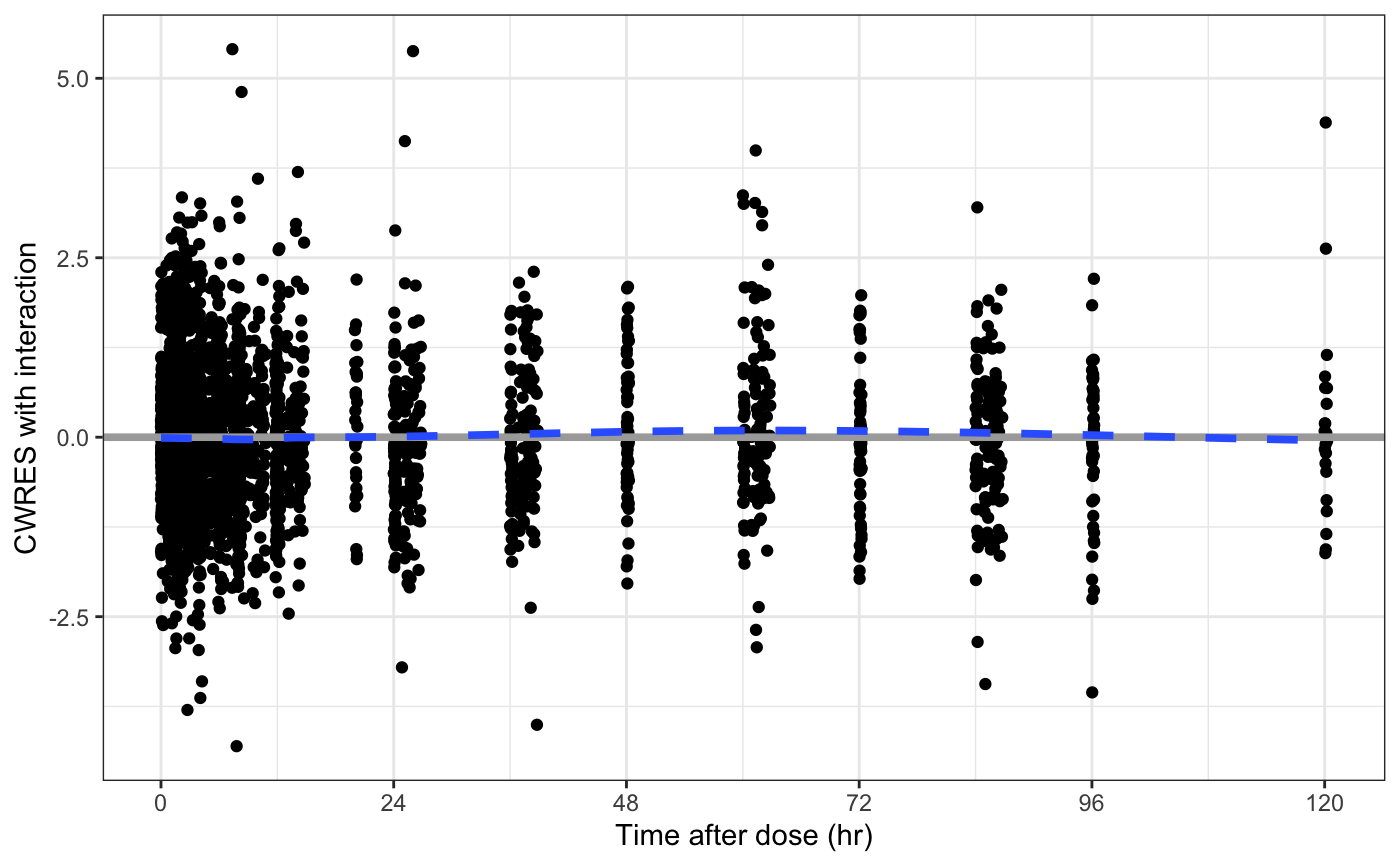 CWRES with interaction
5.0
2.5
0.0
-2.5
0 24 48 72 96 120
Time after dose (hr)